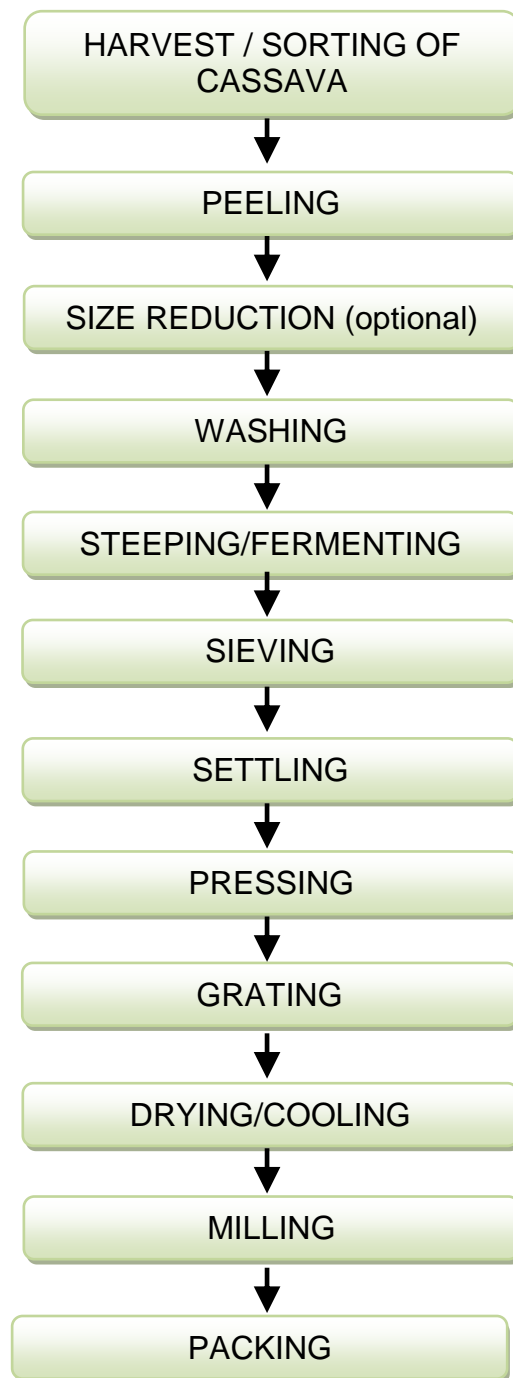 HARVEST / SORTING OF
CASSAVA
PEELING
SIZE REDUCTION (optional)
WASHING
STEEPING/FERMENTING
SIEVING
SETTLING
PRESSING
GRATING
DRYING/COOLING
MILLING
PACKING